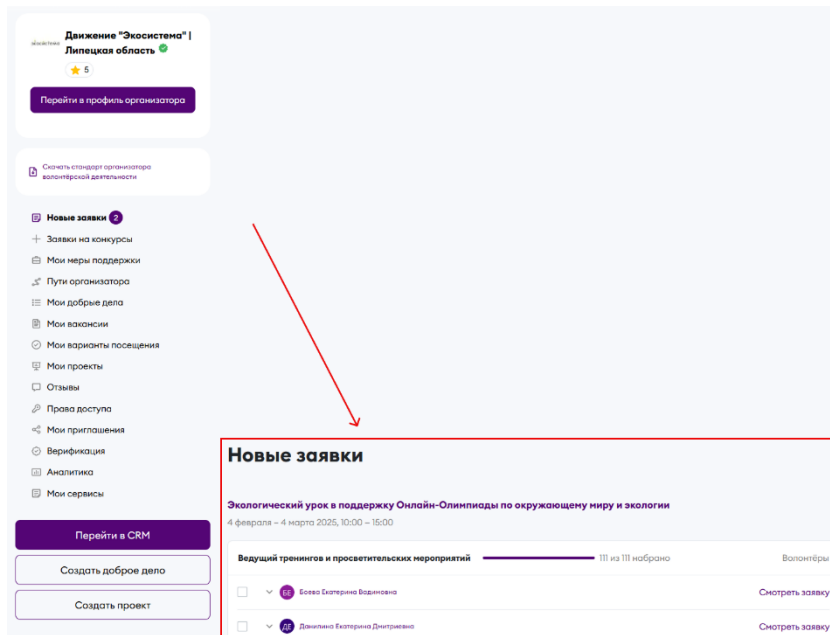 экосистема
Движение "Экосистема" |
Липецкая область
5
Перейти в профиль организатора
Скачать стандарт организатора
волонтёрской деятельности
Новые заявки 2
Заявки на конкурсы
Мои меры поддержки
Пути организатора
Мои добрые дела
Мои вакансии
Мои варианты посещения
Мои проекты
Отзывы
Права доступа
Мои приглашения
Верификация
Аналитика
Мои сервисы
Перейти в CRM
Создать доброе дело
Создать проект
Новые заявки
Экологический урок в поддержку Онлайн-Олимпиады по окружающему миру и экологии
4 февраля – 4 марта 2025, 10:00 – 15:00
Ведущий тренингов и просветительских мероприятий 111 из 111 набрано Волонтёры
БЕ Боева Екатерина Вадимовна Смотреть заявку
ДЕ Данилина Екатерина Дмитриевна Смотреть заявку